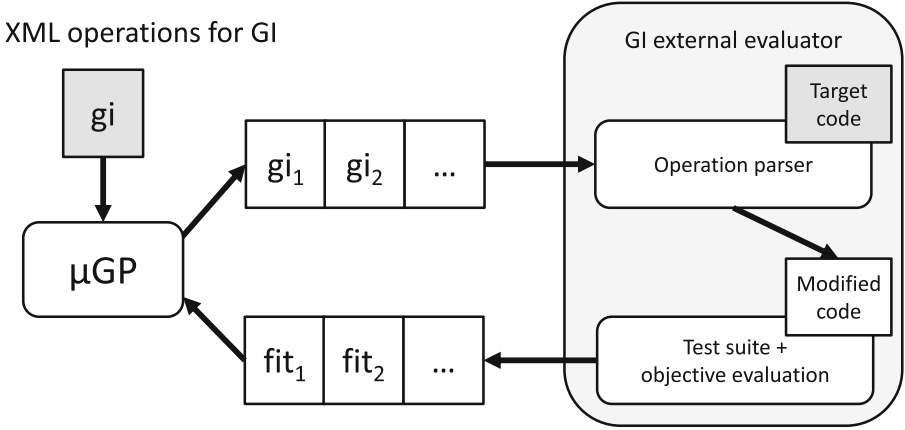 XML operations for GI
gi
μGP
gi₁ gi₂ ...
GI external evaluator
Target
code
Operation parser
Modified
code
Test suite +
objective evaluation
fit₁ fit₂ ...